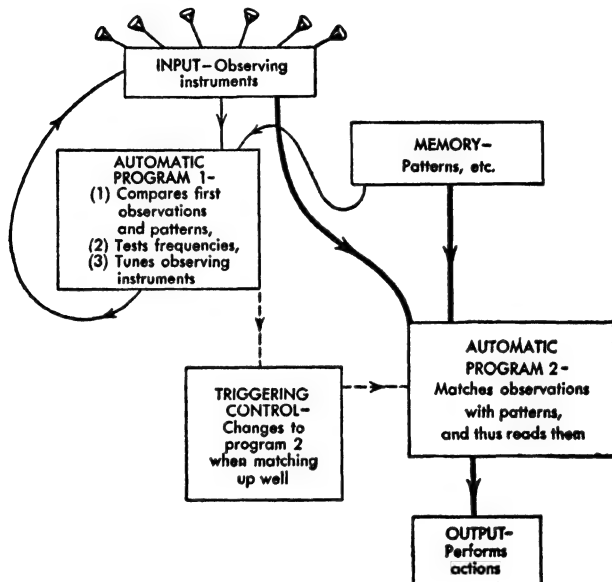 INPUT–Observing
instruments
MEMORY–
Patterns, etc.
AUTOMATIC
PROGRAM 1–
(1) Compares first
observations
and patterns,
(2) Tests frequencies,
(3) Tunes observing
instruments
TRIGGERING
CONTROL–
Changes to
program 2
when matching
up well
AUTOMATIC
PROGRAM 2–
Matches observations
with patterns,
and thus reads them
OUTPUT–
Performs
actions